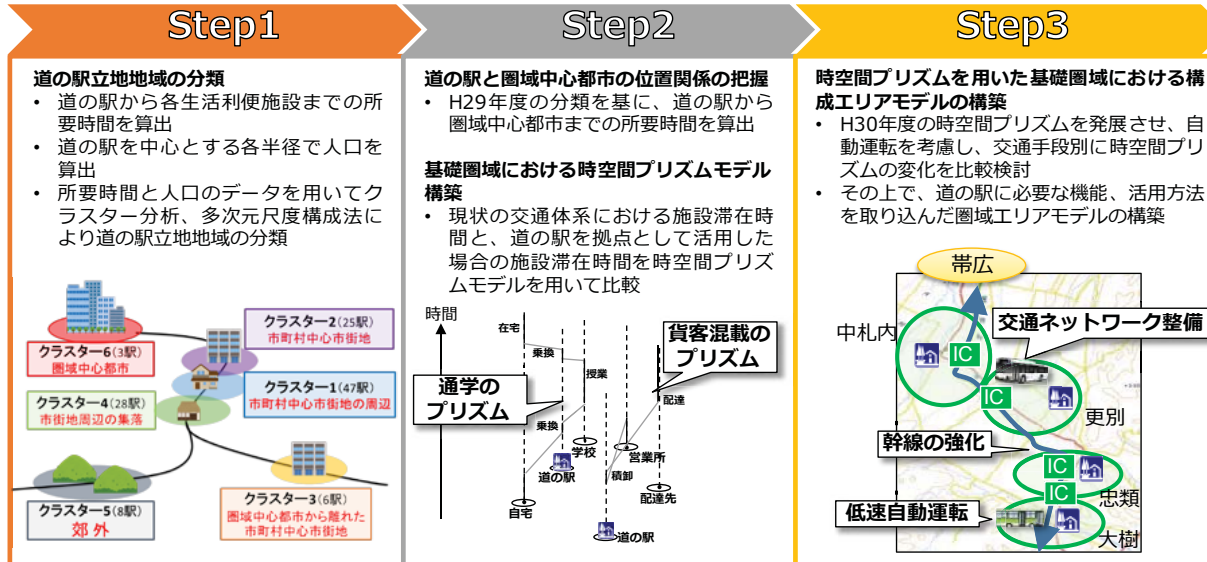 Step1
道の駅立地地域の分類
• 道の駅から各生活利便施設までの所
要時間を算出
• 道の駅を中心とする各半径で人口を
算出
• 所要時間と人口のデータを用いてク
ラスター分析、多次元尺度構成法に
より道の駅立地地域の分類
クラスター2(25駅)
市町村中心市街地
クラスター6(3駅)
圏域中心都市
クラスター1(47駅)
市町村中心市街地の周辺
クラスター4(28駅)
市街地周辺の集落
クラスター5(8駅)
郊外
クラスター3(6駅)
圏域中心都市から離れた
市町村中心市街地
Step2
道の駅と圏域中心都市の位置関係の把握
• H29年度の分類を基に、道の駅から
圏域中心都市までの所要時間を算出
基礎圏域における時空間プリズムモデル
構築
• 現状の交通体系における施設滞在時
間と、道の駅を拠点として活用した
場合の施設滞在時間を時空間プリズ
ムモデルを用いて比較
時間
在宅
乗換
授業
貨客混載の
プリズム
通学の
プリズム
配達
乗換
学校
営業所
道の駅
積卸
配達先
自宅
道の駅
Step3
時空間プリズムを用いた基礎圏域における構
成エリアモデルの構築
• H30年度の時空間プリズムを発展させ、自
動運転を考慮し、交通手段別に時空間プリ
ズムの変化を比較検討
• その上で、道の駅に必要な機能、活用方法
を取り込んだ圏域エリアモデルの構築
帯広
中札内
交通ネットワーク整備
IC
IC
更別
幹線の強化
IC
忠類
IC
低速自動運転
大樹